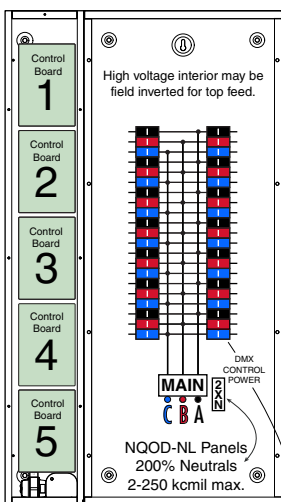 Control
Board
1
Control
Board
2
Control
Board
3
Control
Board
4
Control
Board
5
High voltage interior may be
field inverted for top feed.
DMX
CONTROL
POWER
MAIN
2XN
C B A
NQOD-NL Panels
200% Neutrals
2-250 kcmil max.